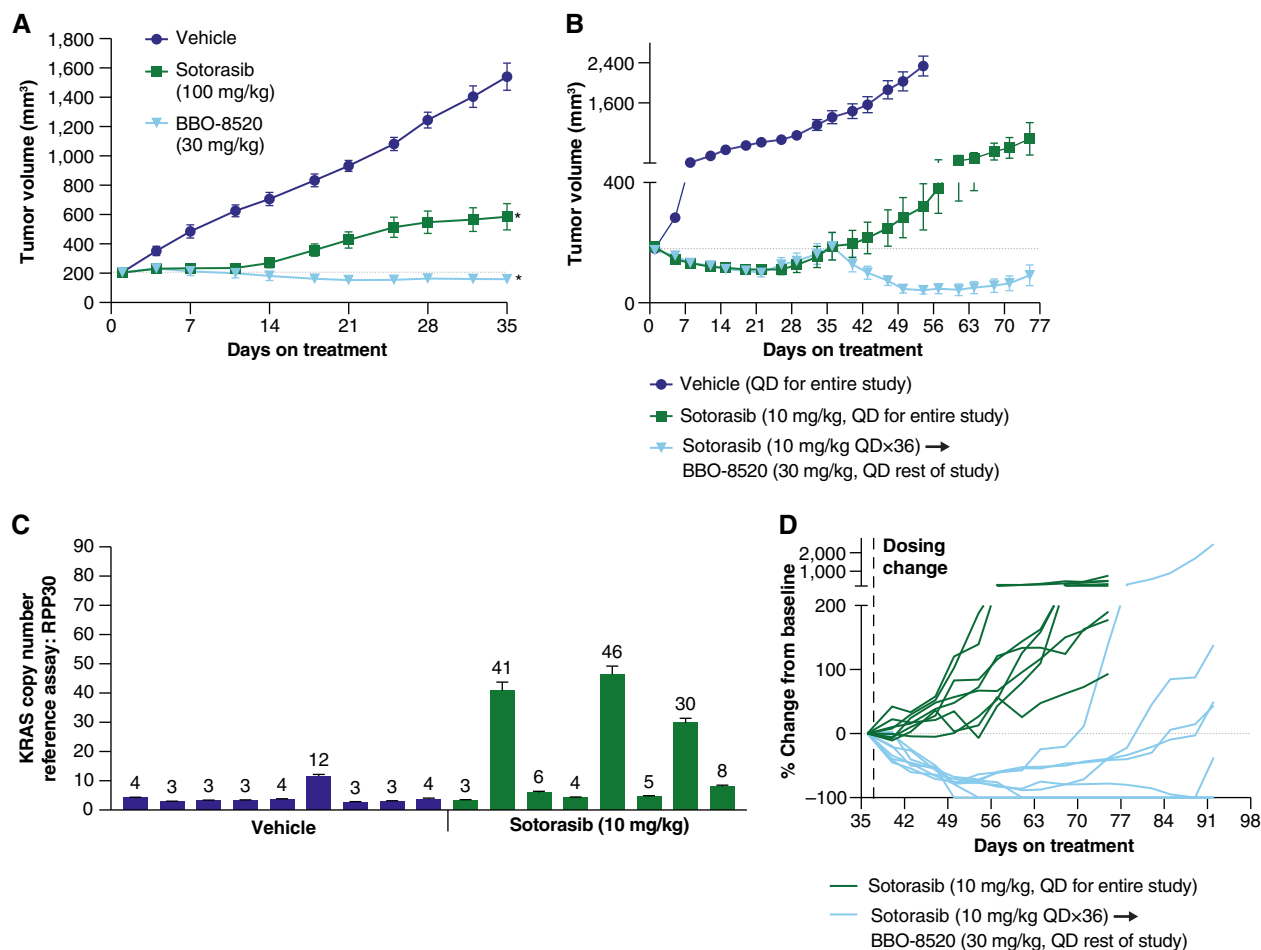 A
1,800
1,600
1,400
1,200
1,000
800
600
400
200
0
Tumor volume (mm³)
Vehicle
Sotorasib
(100 mg/kg)
BBO-8520
(30 mg/kg)
*
*
0 7 14 21 28 35
Days on treatment
B
2,400
1,600
400
0
Tumor volume (mm³)
0 7 14 21 28 35 42 49 56 63 70 77
Days on treatment
Vehicle (QD for entire study)
Sotorasib (10 mg/kg, QD for entire study)
Sotorasib (10 mg/kg QD×36) →
BBO-8520 (30 mg/kg, QD rest of study)
C
90
80
70
60
50
40
30
20
10
0
KRAS copy number
reference assay: RPP30
4 3 3 3 4 12 3 3 4 3 41 6 4 46 5 30 8
Vehicle Sotorasib (10 mg/kg)
D
Dosing
change
2,000
1,000
200
100
0
−100
% Change from baseline
35 42 49 56 63 70 77 84 91 98
Days on treatment
Sotorasib (10 mg/kg, QD for entire study)
Sotorasib (10 mg/kg QD×36) →
BBO-8520 (30 mg/kg, QD rest of study)